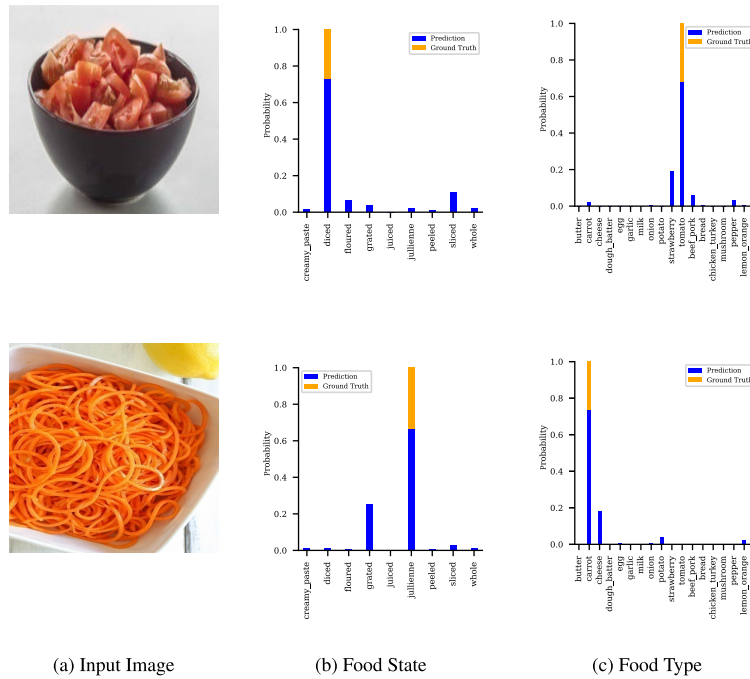 1.0
0.8
0.6
0.4
0.2
0.0
Probability
Prediction
Ground Truth
creamy_paste
diced
floured
grated
juiced
jullienne
peeled
sliced
whole
1.0
0.8
0.6
0.4
0.2
0.0
Probability
Prediction
Ground Truth
butter
carrot
cheese
dough_batter
egg
garlic
milk
onion
potato
strawberry
tomato
beef_pork
bread
chicken_turkey
mushroom
pepper
lemon_orange
1.0
0.8
0.6
0.4
0.2
0.0
Probability
Prediction
Ground Truth
creamy_paste
diced
floured
grated
juiced
jullienne
peeled
sliced
whole
1.0
0.8
0.6
0.4
0.2
0.0
Probability
Prediction
Ground Truth
butter
carrot
cheese
dough_batter
egg
garlic
milk
onion
potato
strawberry
tomato
beef_pork
bread
chicken_turkey
mushroom
pepper
lemon_orange
(a) Input Image
(b) Food State
(c) Food Type